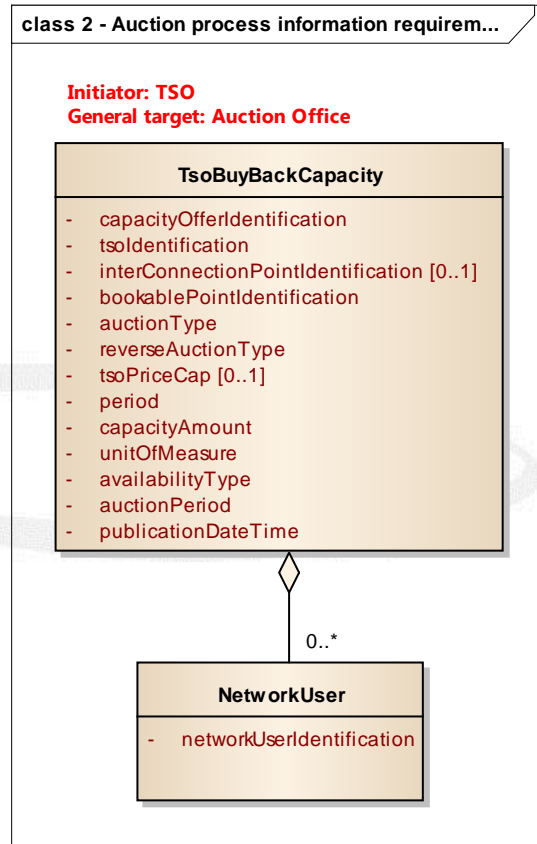 class 2 - Auction process information requirem...
Initiator: TSO
General target: Auction Office
TsoBuyBackCapacity
- capacityOfferIdentification
- tsoIdentification
- interConnectionPointIdentification [0..1]
- bookablePointIdentification
- auctionType
- reverseAuctionType
- tsoPriceCap [0..1]
- period
- capacityAmount
- unitOfMeasure
- availabilityType
- auctionPeriod
- publicationDateTime
0..*
NetworkUser
- networkUserIdentification